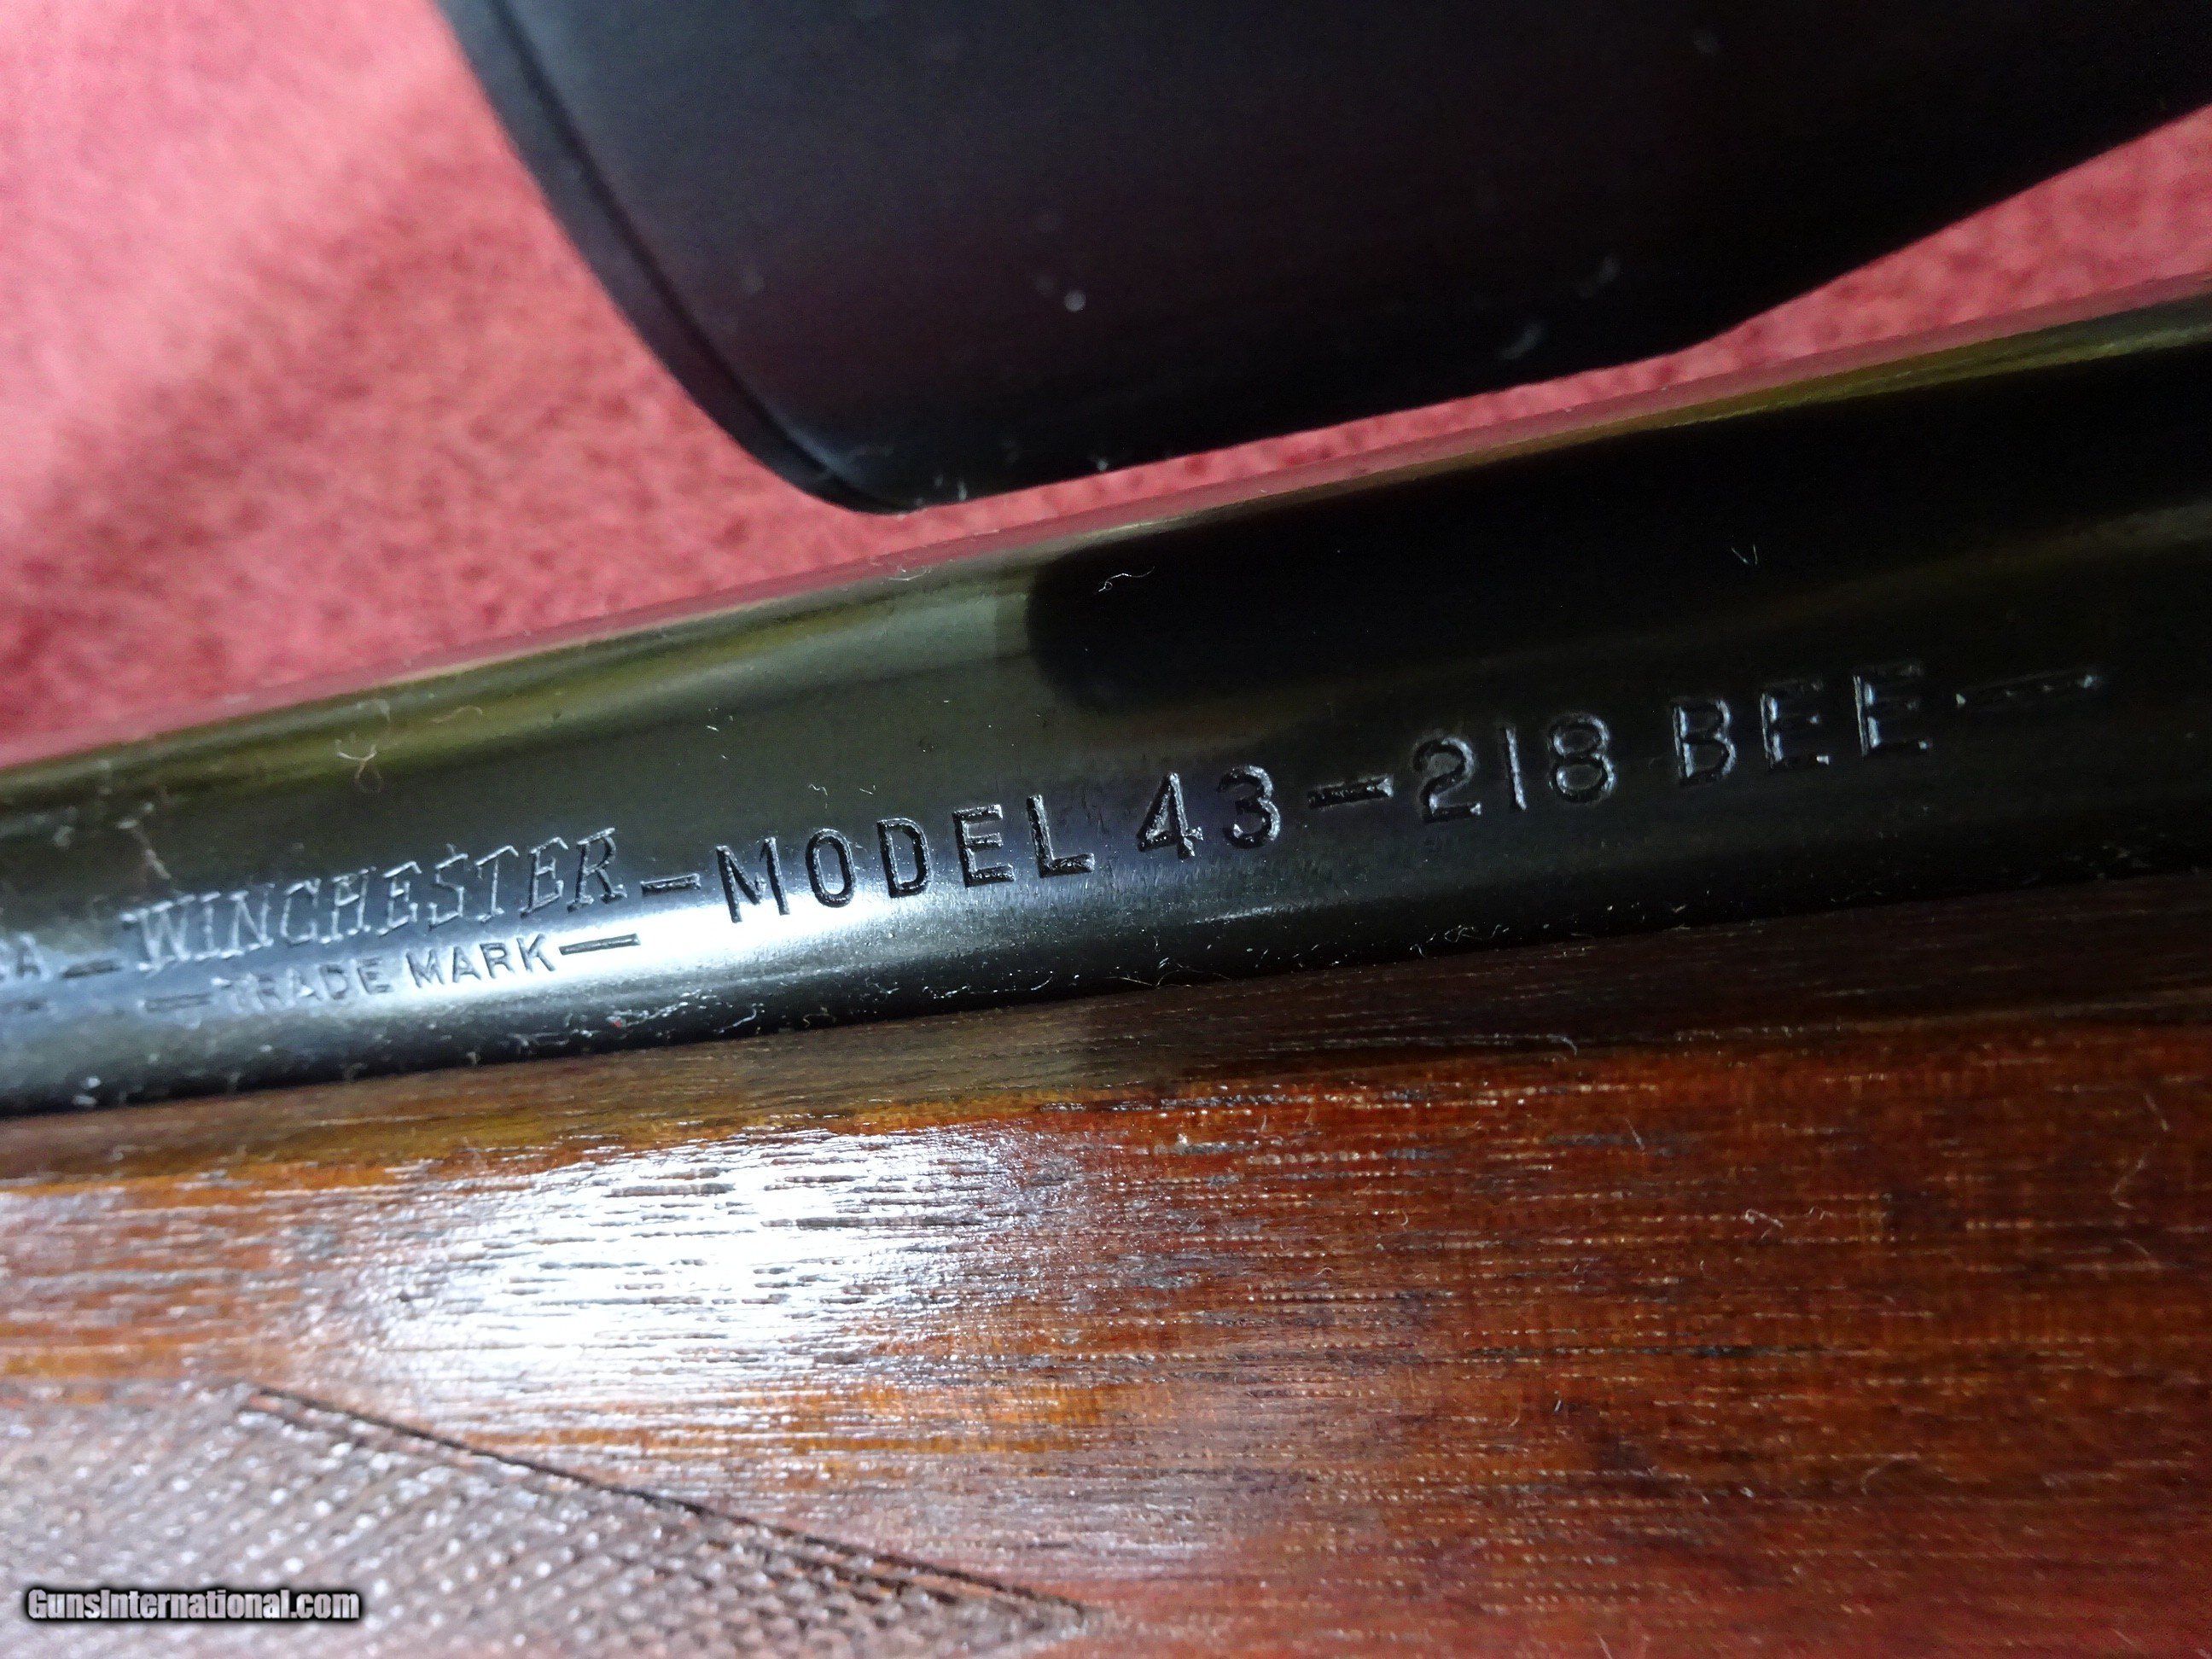 —WINCHESTER—MODEL 43—218 BEE—
—TRADE MARK—
GunsInternational.com